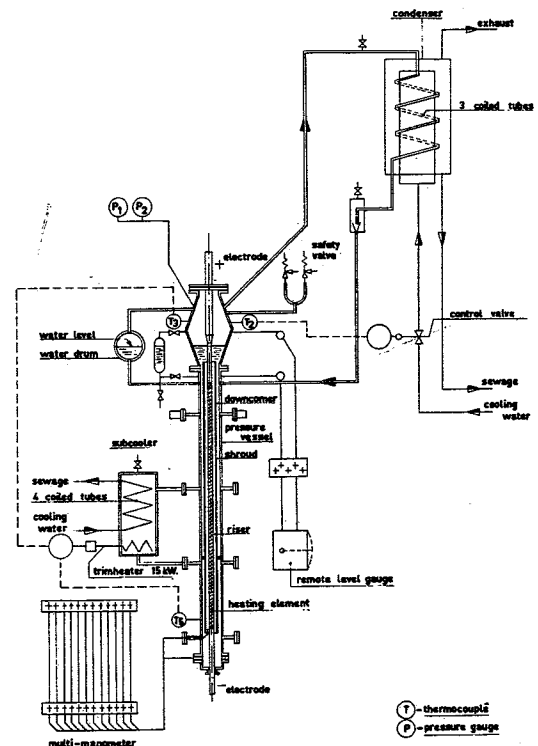 condenser
exhaust
3 coiled tubes
P1 P2
+ electrode
safety valve
T3
T2
control valve
water level
water drum
sewage
cooling water
downcomer
pressure vessel
subcooler
shroud
sewage
4 coiled tubes
cooling water
riser
trimheater 15 kW.
remote level gauge
heating element
T5
- electrode
T - thermocouple
P - pressure gauge
multi-manometer